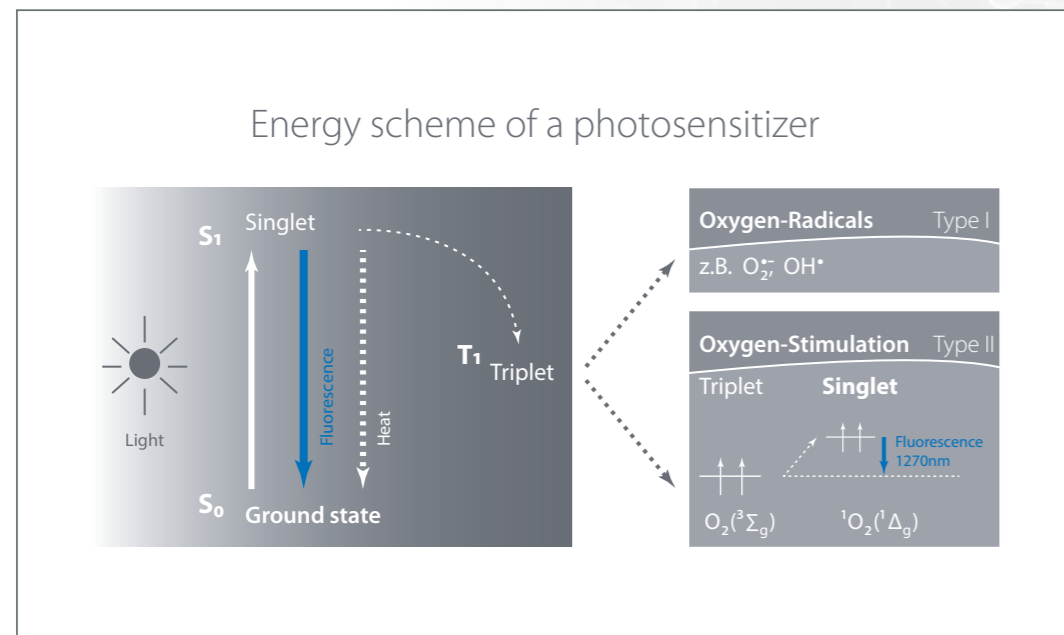 Energy scheme of a photosensitizer
Light
S₁
Singlet
Fluorescence
Heat
T₁
Triplet
S₀
Ground state
Oxygen-Radicals Type I
z.B. O₂•⁻, OH•
Oxygen-Stimulation Type II
Triplet Singlet
Fluorescence
1270nm
O₂(³Σg) ¹O₂(¹Δg)